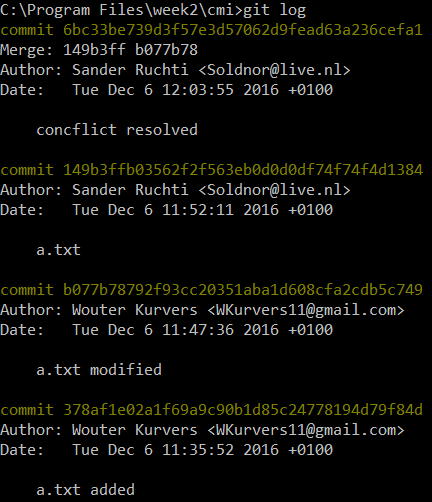 C:\Program Files\week2\cmi>git log
commit 6bc33be739d3f57e3d57062d9fead63a236cefa1
Merge: 149b3ff b077b78
Author: Sander Ruchti <Soldnor@live.nl>
Date:   Tue Dec 6 12:03:55 2016 +0100
concflict resolved
commit 149b3ffb03562f2f563eb0d0d0df74f74f4d1384
Author: Sander Ruchti <Soldnor@live.nl>
Date:   Tue Dec 6 11:52:11 2016 +0100
a.txt
commit b077b78792f93cc20351aba1d608cfa2cdb5c749
Author: Wouter Kurvers <WKurvers11@gmail.com>
Date:   Tue Dec 6 11:47:36 2016 +0100
a.txt modified
commit 378af1e02a1f69a9c90b1d85c24778194d79f84d
Author: Wouter Kurvers <WKurvers11@gmail.com>
Date:   Tue Dec 6 11:35:52 2016 +0100
a.txt added